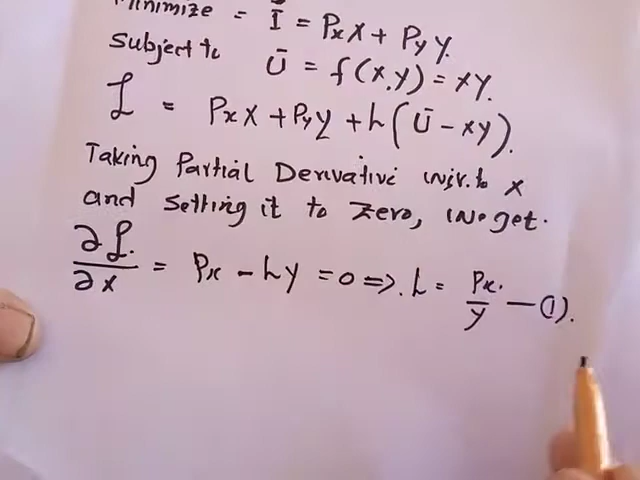 Minimize = Ī = PxX + PyY.
Subject to Ū = f(x,y) = XY.
L = PxX + PyY + h(Ū - XY).
Taking Partial Derivative w.r.to X
and setting it to Zero, we get.
∂L/∂x = Px - hy = 0 => . h = Px./y — (1).